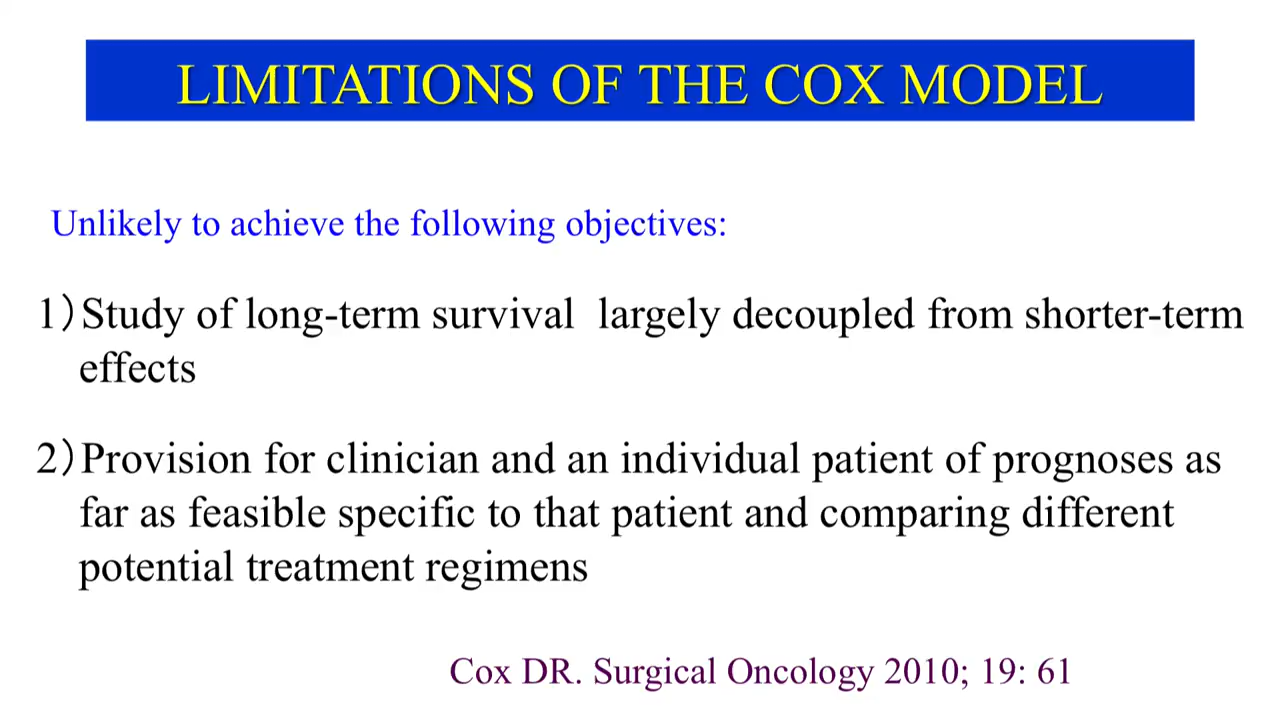 LIMITATIONS OF THE COX MODEL
Unlikely to achieve the following objectives:
1) Study of long-term survival largely decoupled from shorter-term
effects
2) Provision for clinician and an individual patient of prognoses as
far as feasible specific to that patient and comparing different
potential treatment regimens
Cox DR. Surgical Oncology 2010; 19: 61